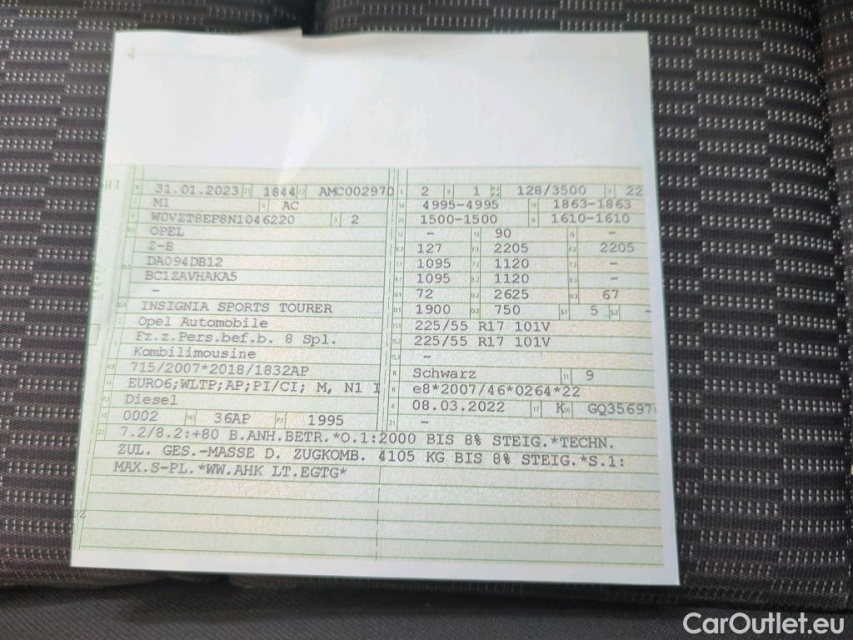 31.01.2023 1844 AMC002970 2 1 128/3500 22
M1 AC 4995-4995 1863-1863
W0VZT8EP8N1046220 2 1500-1500 1610-1610
OPEL - 90 -
Z-B 127 2205 2205
DA094DB12 1095 1120 -
BC1ZAVHAKA5 1095 1120 -
- 72 2625 67
INSIGNIA SPORTS TOURER 1900 750 5 -
Opel Automobile 225/55 R17 101V
Fz.z.Pers.bef.b. 8 Spl. 225/55 R17 101V
Kombilimousine -
715/2007*2018/1832AP Schwarz 9
EURO6;WLTP;AP;PI/CI; M, N1 I e8*2007/46*0264*22
Diesel 08.03.2022 K GQ35697
0002 36AP 1995 -
7.2/8.2:+80 B.ANH.BETR.*O.1:2000 BIS 8% STEIG.*TECHN.
ZUL. GES.-MASSE D. ZUGKOMB. 4105 KG BIS 8% STEIG.*S.1:
MAX.S-PL.*WW.AHK LT.EGTG*
CarOutlet.eu